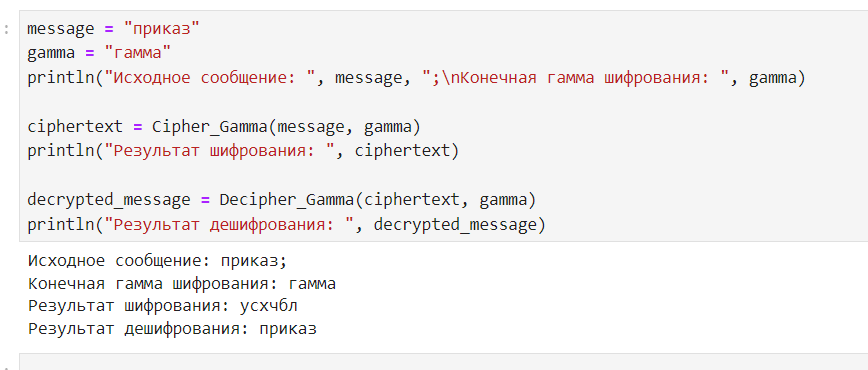 message = "приказ"
gamma = "гамма"
println("Исходное сообщение: ", message, ";\nКонечная гамма шифрования: ", gamma)
ciphertext = Cipher_Gamma(message, gamma)
println("Результат шифрования: ", ciphertext)
decrypted_message = Decipher_Gamma(ciphertext, gamma)
println("Результат дешифрования: ", decrypted_message)
Исходное сообщение: приказ;
Конечная гамма шифрования: гамма
Результат шифрования: усхчбл
Результат дешифрования: приказ